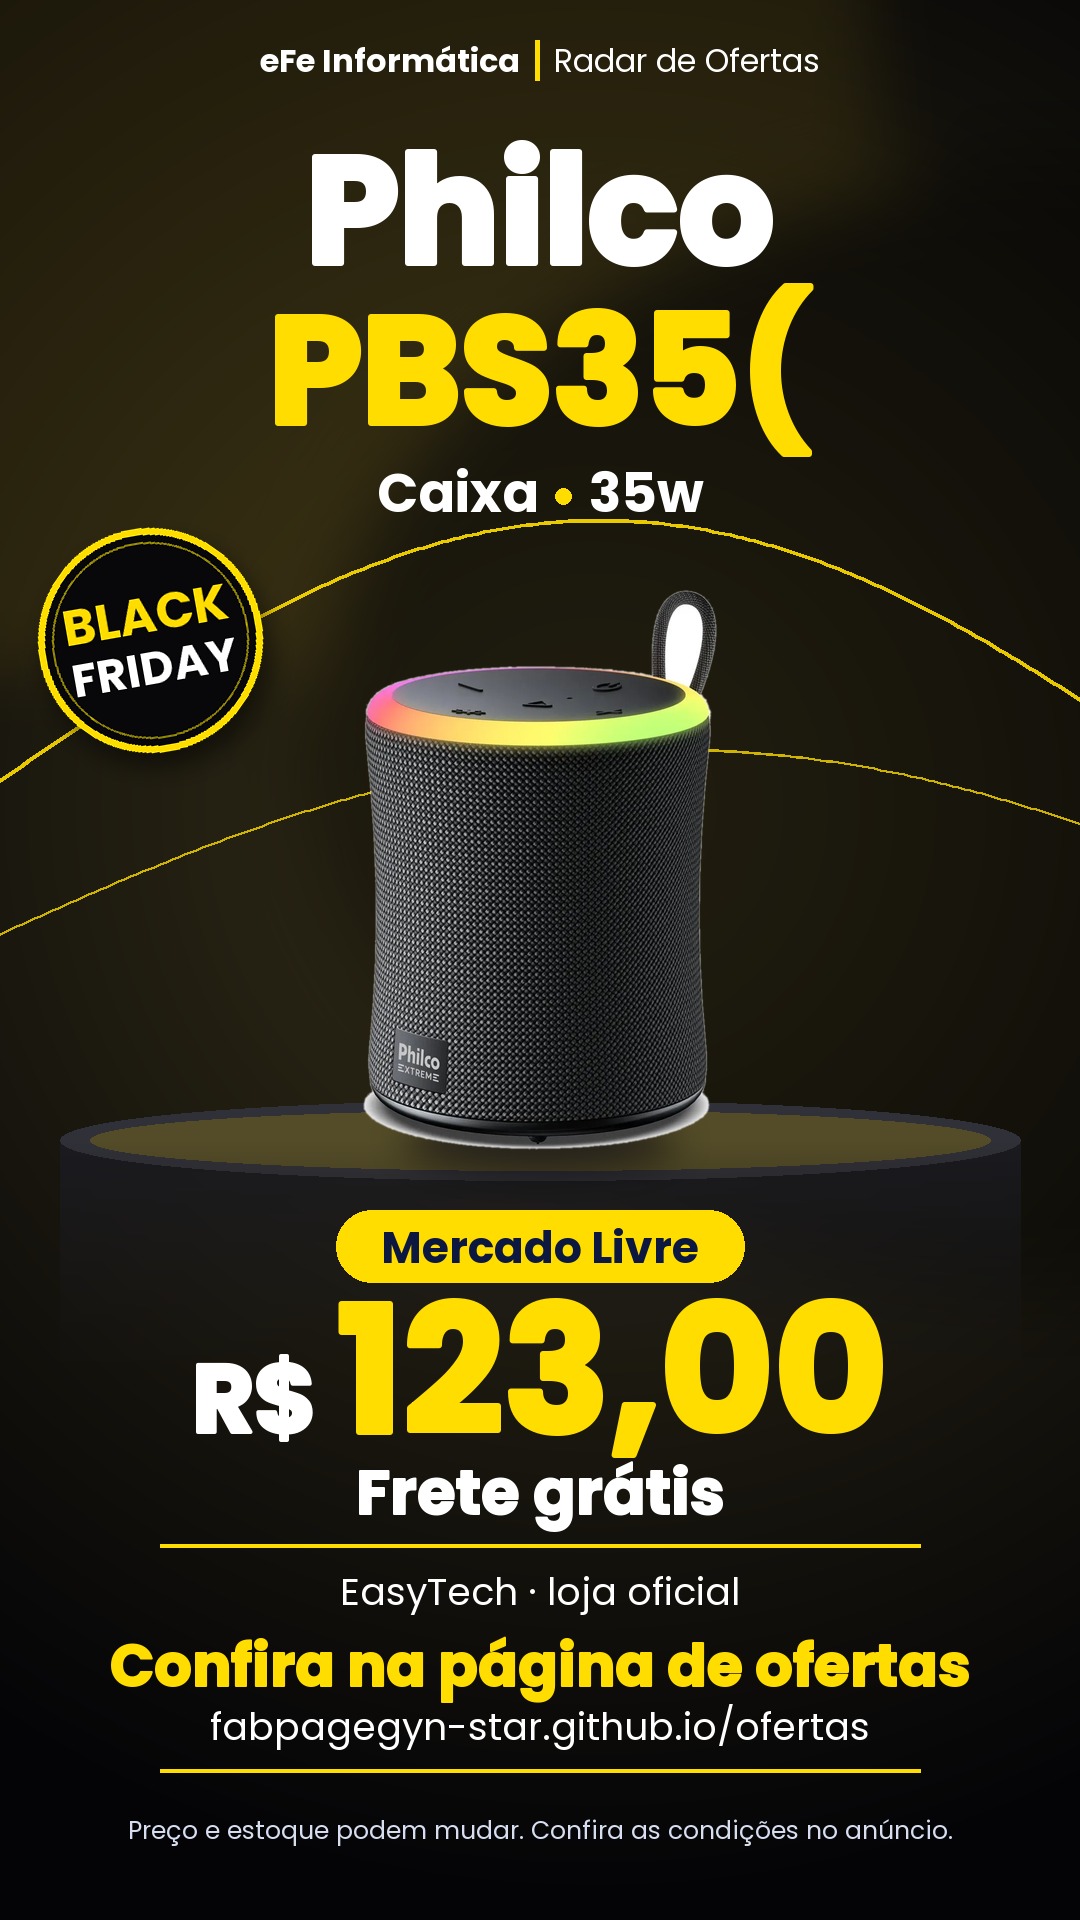 eFe Informática | Radar de Ofertas
Philco
PBS35(
Caixa • 35w
BLACK
FRIDAY
Philco
EXTREME
Mercado Livre
R$ 123,00
Frete grátis
EasyTech · loja oficial
Confira na página de ofertas
fabpagegyn-star.github.io/ofertas
Preço e estoque podem mudar. Confira as condições no anúncio.